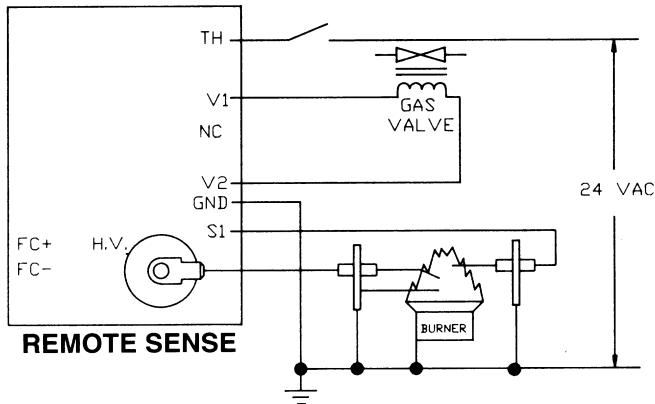 TH
V1
GAS
VALVE
NC
V2
24 VAC
GND
S1
FC+
H.V.
FC-
BURNER
REMOTE SENSE